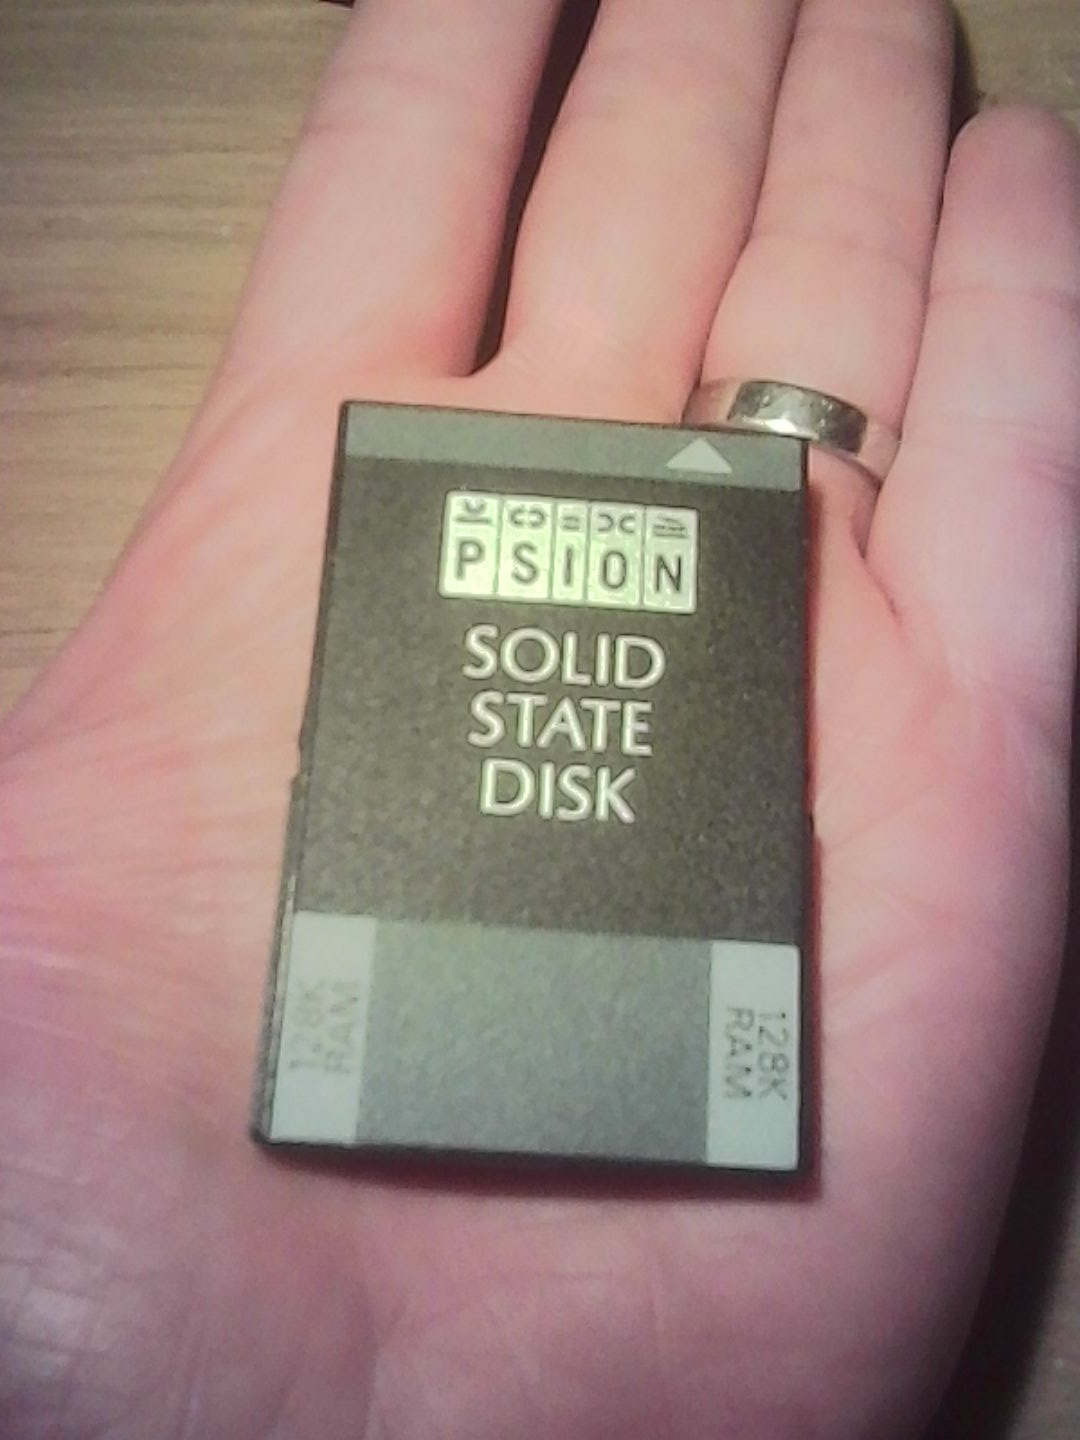 PSION
SOLID
STATE
DISK
128K
RAM
128K
RAM